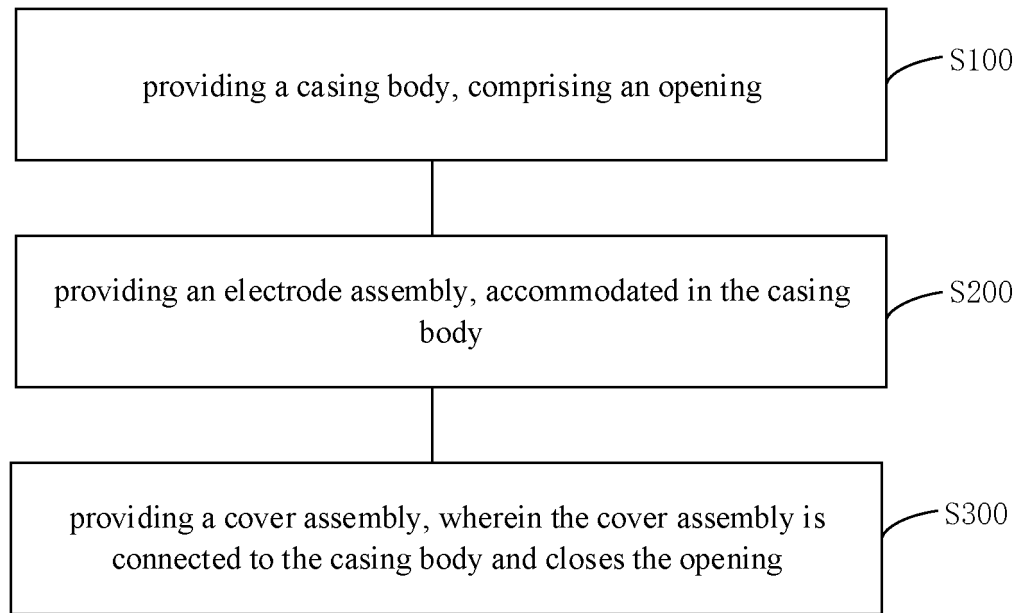 providing a casing body, comprising an opening
S100
providing an electrode assembly, accommodated in the casing
body
S200
providing a cover assembly, wherein the cover assembly is
connected to the casing body and closes the opening
S300